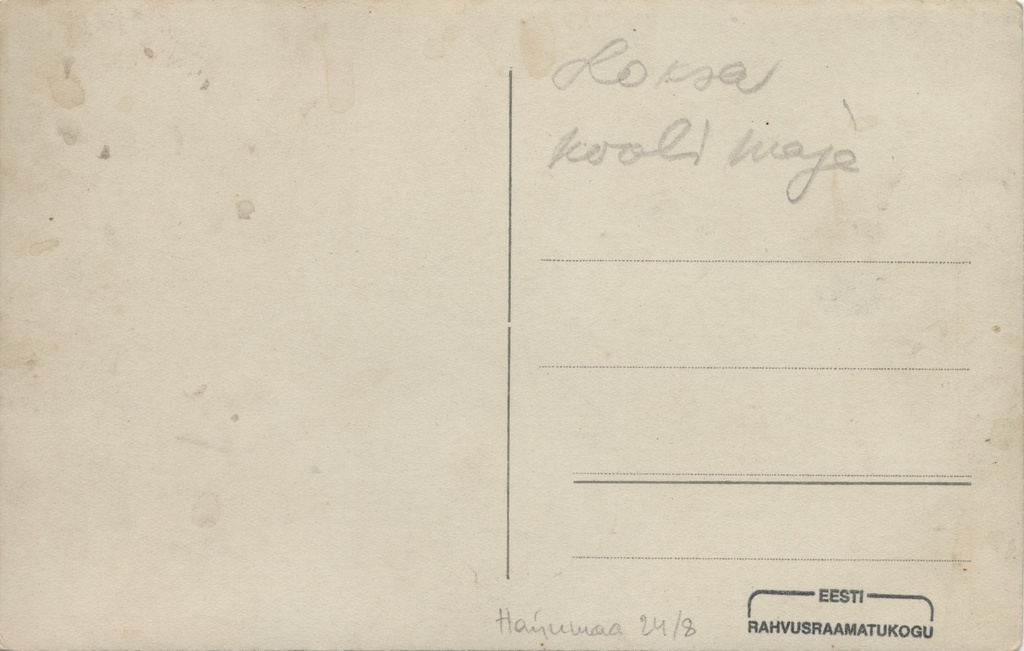 Loksa
kooli maja
Harjumaa 24/8
EESTI
RAHVUSRAAMATUKOGU